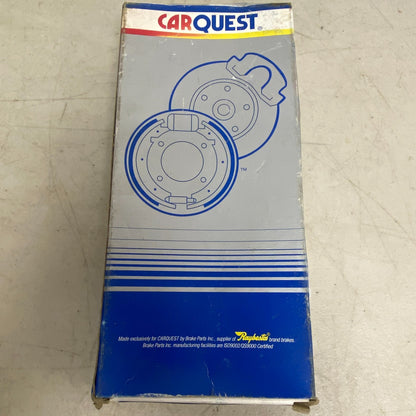 CARQUEST®
™
Made exclusively for CARQUEST by Brake Parts Inc., supplier of Raybestos brand brakes.
Brake Parts Inc. manufacturing facilities are ISO9000/QS9000 Certified